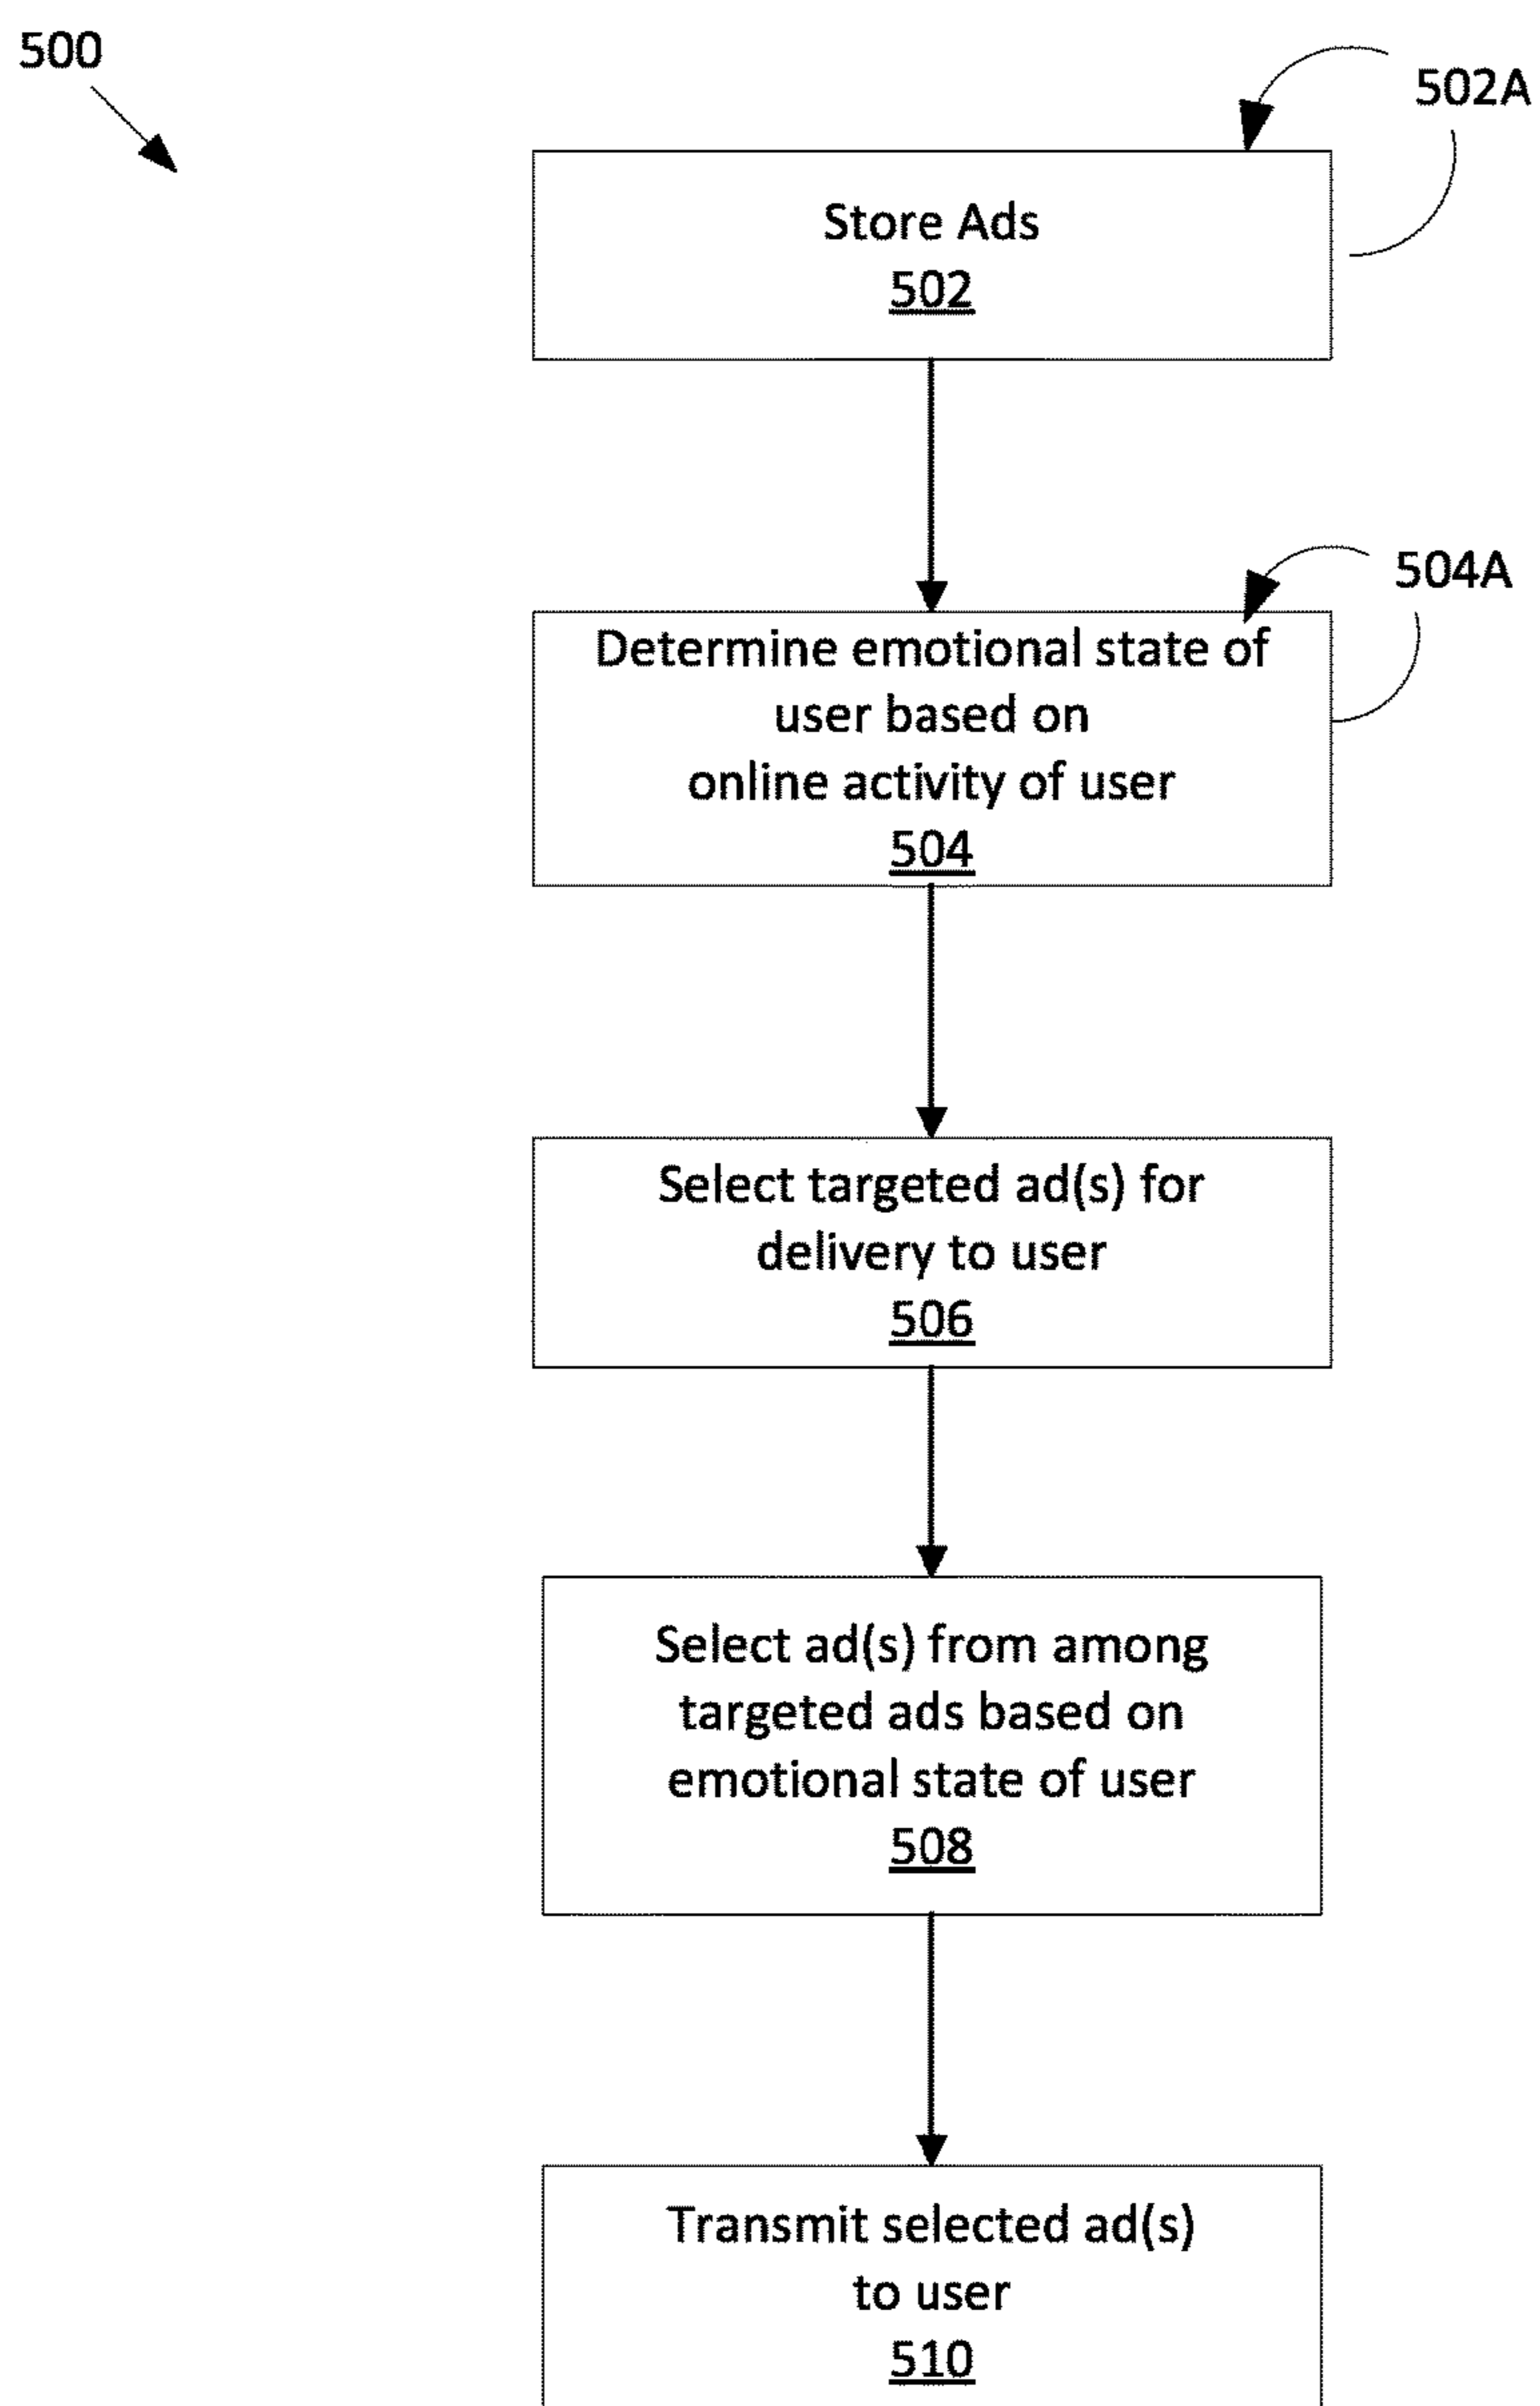 500
502A
Store Ads
502
504A
Determine emotional state of
user based on
online activity of user
504
Select targeted ad(s) for
delivery to user
506
Select ad(s) from among
targeted ads based on
emotional state of user
508
Transmit selected ad(s)
to user
510